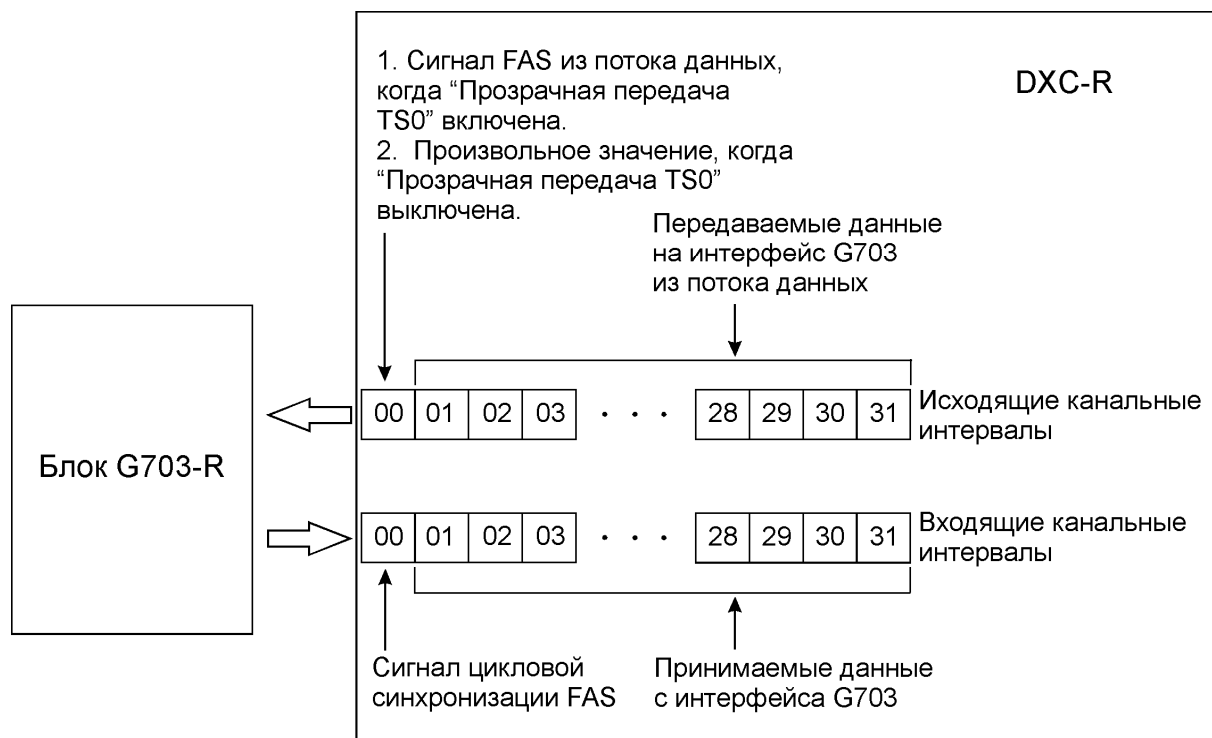 1. Сигнал FAS из потока данных,
когда “Прозрачная передача
TS0” включена.
2. Произвольное значение, когда
“Прозрачная передача TS0”
выключена.
DXC-R
Передаваемые данные
на интерфейс G703
из потока данных
00 01 02 03 · · · 28 29 30 31
Исходящие канальные
интервалы
Блок G703-R
00 01 02 03 · · · 28 29 30 31
Входящие канальные
интервалы
Сигнал цикловой
синхронизации FAS
Принимаемые данные
с интерфейса G703